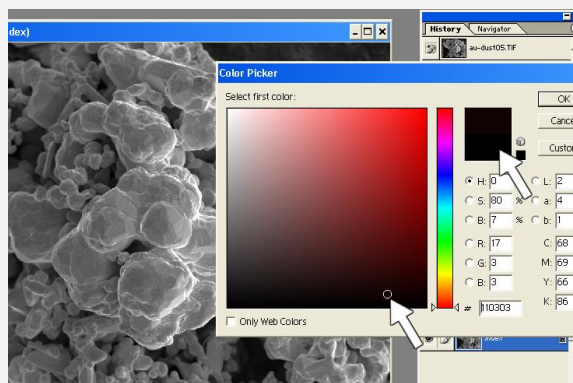 dex)
History Navigator
au-dust05.TIF
Color Picker
Select first color:
OK
Cance
Custo
H: 0 L: 2
S: 80 % a: 4
B: 7 % b: 1
R: 17 C: 68
G: 3 M: 69
B: 3 Y: 66
# 110303 K: 86
Only Web Colors
Index